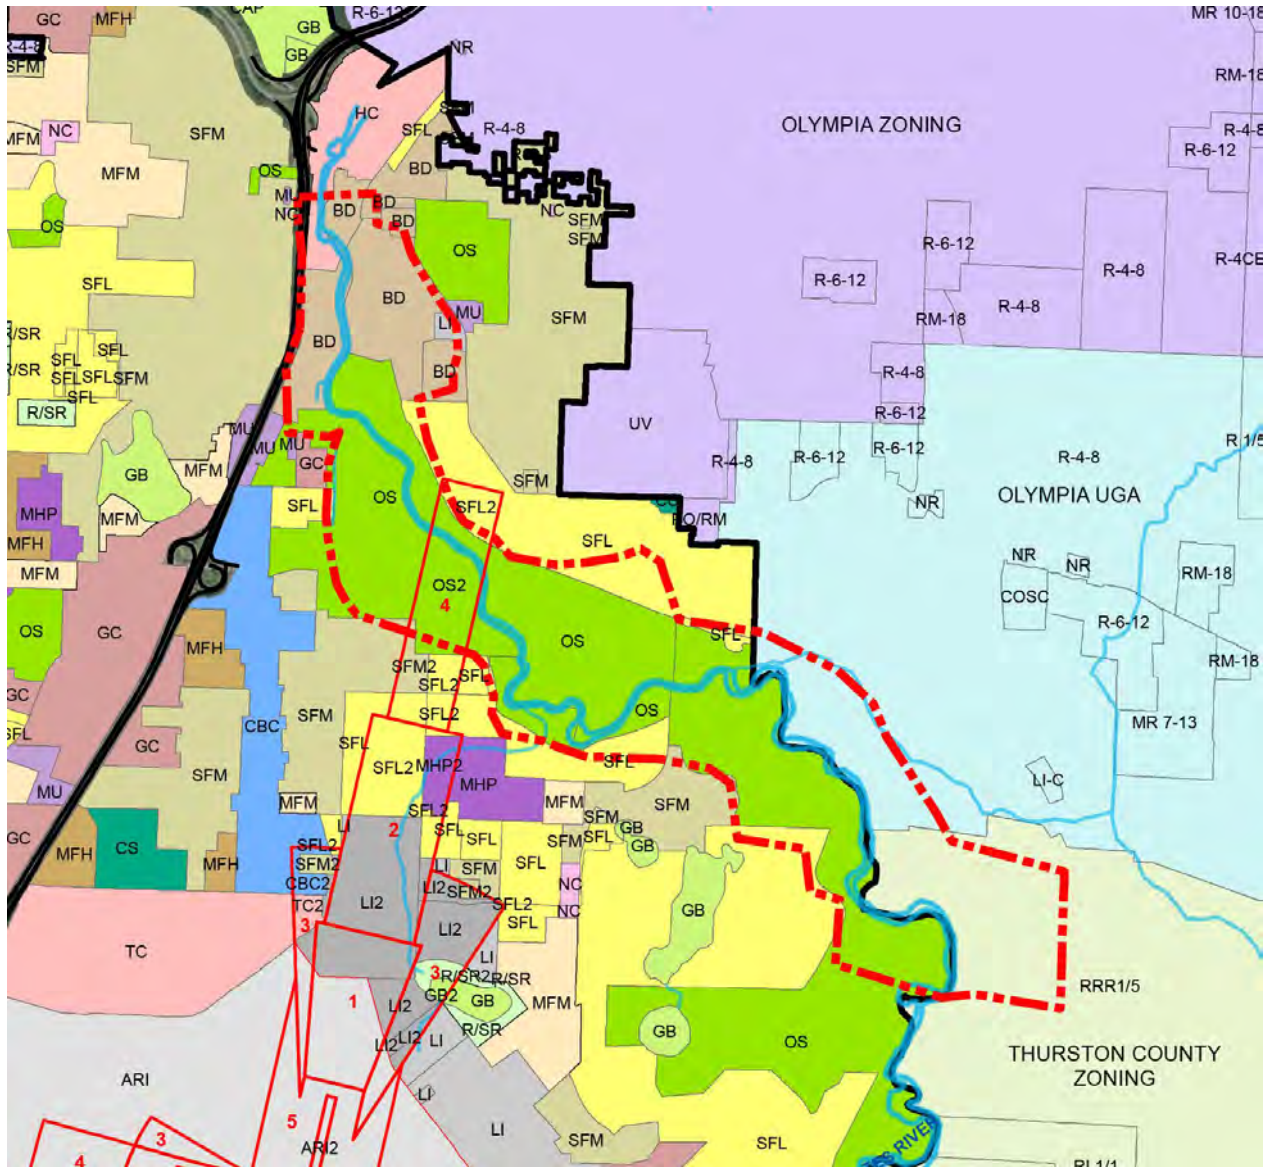 CAP
R-6-12
MR 10-18
GC
MFH
GB
GB
NR
R-4-8
SFM
RM-18
HC
SFM
NC
SFM
SFL
R-4-8
R-4-8
MFM
R-6-12
OLYMPIA ZONING
MFM
BD
OS
MU
NC
BD
BD
BD
NC
SFM
SFM
OS
OS
R-6-12
R-4CE
SFL
R-6-12
R-4-8
BD
R-4-8
MU
LI
SFM
RM-18
R/SR
SFL
SFL
BD
R/SR
SFL
SFL
SFM
SFL
BD
R-4-8
R/SR
R-6-12
UV
MU
MU
MU
R 1/5
GC
R-4-8
R-6-12
R-6-12
R-4-8
GB
MFM
SFM
OLYMPIA UGA
OS
NR
MHP
MFM
SFL
SFL2
PO/RM
MFH
SFL
NR
NR
RM-18
MFM
OS2
COSC
4
R-6-12
OS
GC
OS
SFL
MFH
RM-18
SFM2
SFL
SFL2
GC
OS
SFM
SFL2
CBC
MR 7-13
SFL
SFL
GC
SFL
SFL2
MHP2
LI-C
SFM
MHP
MU
MFM
MFM
SFM
SFL2
SFM
LI
2
GB
GC
SFL
SFL
SFL
SFL2
GB
CS
MFH
MFH
SFM2
LI
SFM
SFL
CBC2
LI2
SFM2
NC
TC2
LI2
SFL2
NC
GB
3
SFL
LI2
TC
LI
3
R/SR2
R/SR
RRR1/5
1
GB2
GB
MFM
LI2
R/SR
GB
OS
LI2
LI2
LI
THURSTON COUNTY
ZONING
ARI
LI
5
LI
3
SFM
SFL
ARI2
4
RL1/1